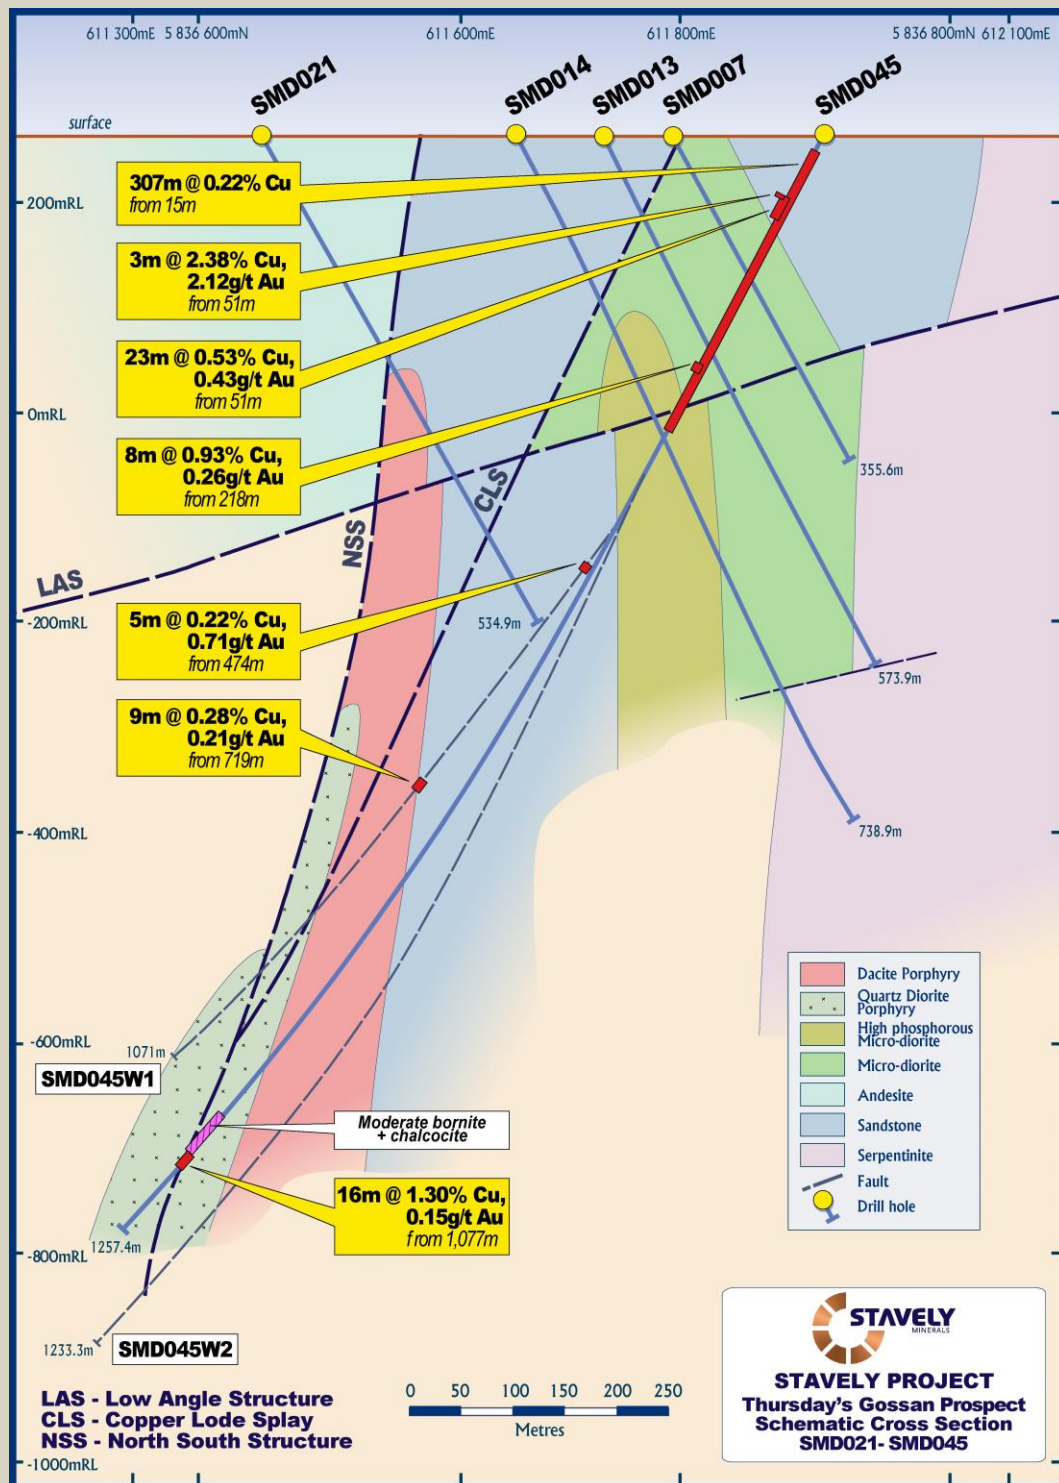 611 300mE 5 836 600mN 611 600mE 611 800mE 5 836 800mN 612 100mE
SMD021
SMD014
SMD013
SMD007
SMD045
surface
200mRL
0mRL
-200mRL
-400mRL
-600mRL
-800mRL
-1000mRL
307m @ 0.22% Cu
from 15m
3m @ 2.38% Cu,
2.12g/t Au
from 51m
23m @ 0.53% Cu,
0.43g/t Au
from 51m
8m @ 0.93% Cu,
0.26g/t Au
from 218m
LAS
NSS
CLS
355.6m
5m @ 0.22% Cu,
0.71g/t Au
from 474m
534.9m
573.9m
9m @ 0.28% Cu,
0.21g/t Au
from 719m
738.9m
1071m
SMD045W1
Moderate bornite
+ chalcocite
16m @ 1.30% Cu,
0.15g/t Au
from 1,077m
1257.4m
1233.3m
SMD045W2
Dacite Porphyry
Quartz Diorite
Porphyry
High phosphorous
Micro-diorite
Micro-diorite
Andesite
Sandstone
Serpentinite
Fault
Drill hole
LAS - Low Angle Structure
CLS - Copper Lode Splay
NSS - North South Structure
0 50 100 150 200 250
Metres
STAVELY
MINERALS
STAVELY PROJECT
Thursday's Gossan Prospect
Schematic Cross Section
SMD021- SMD045